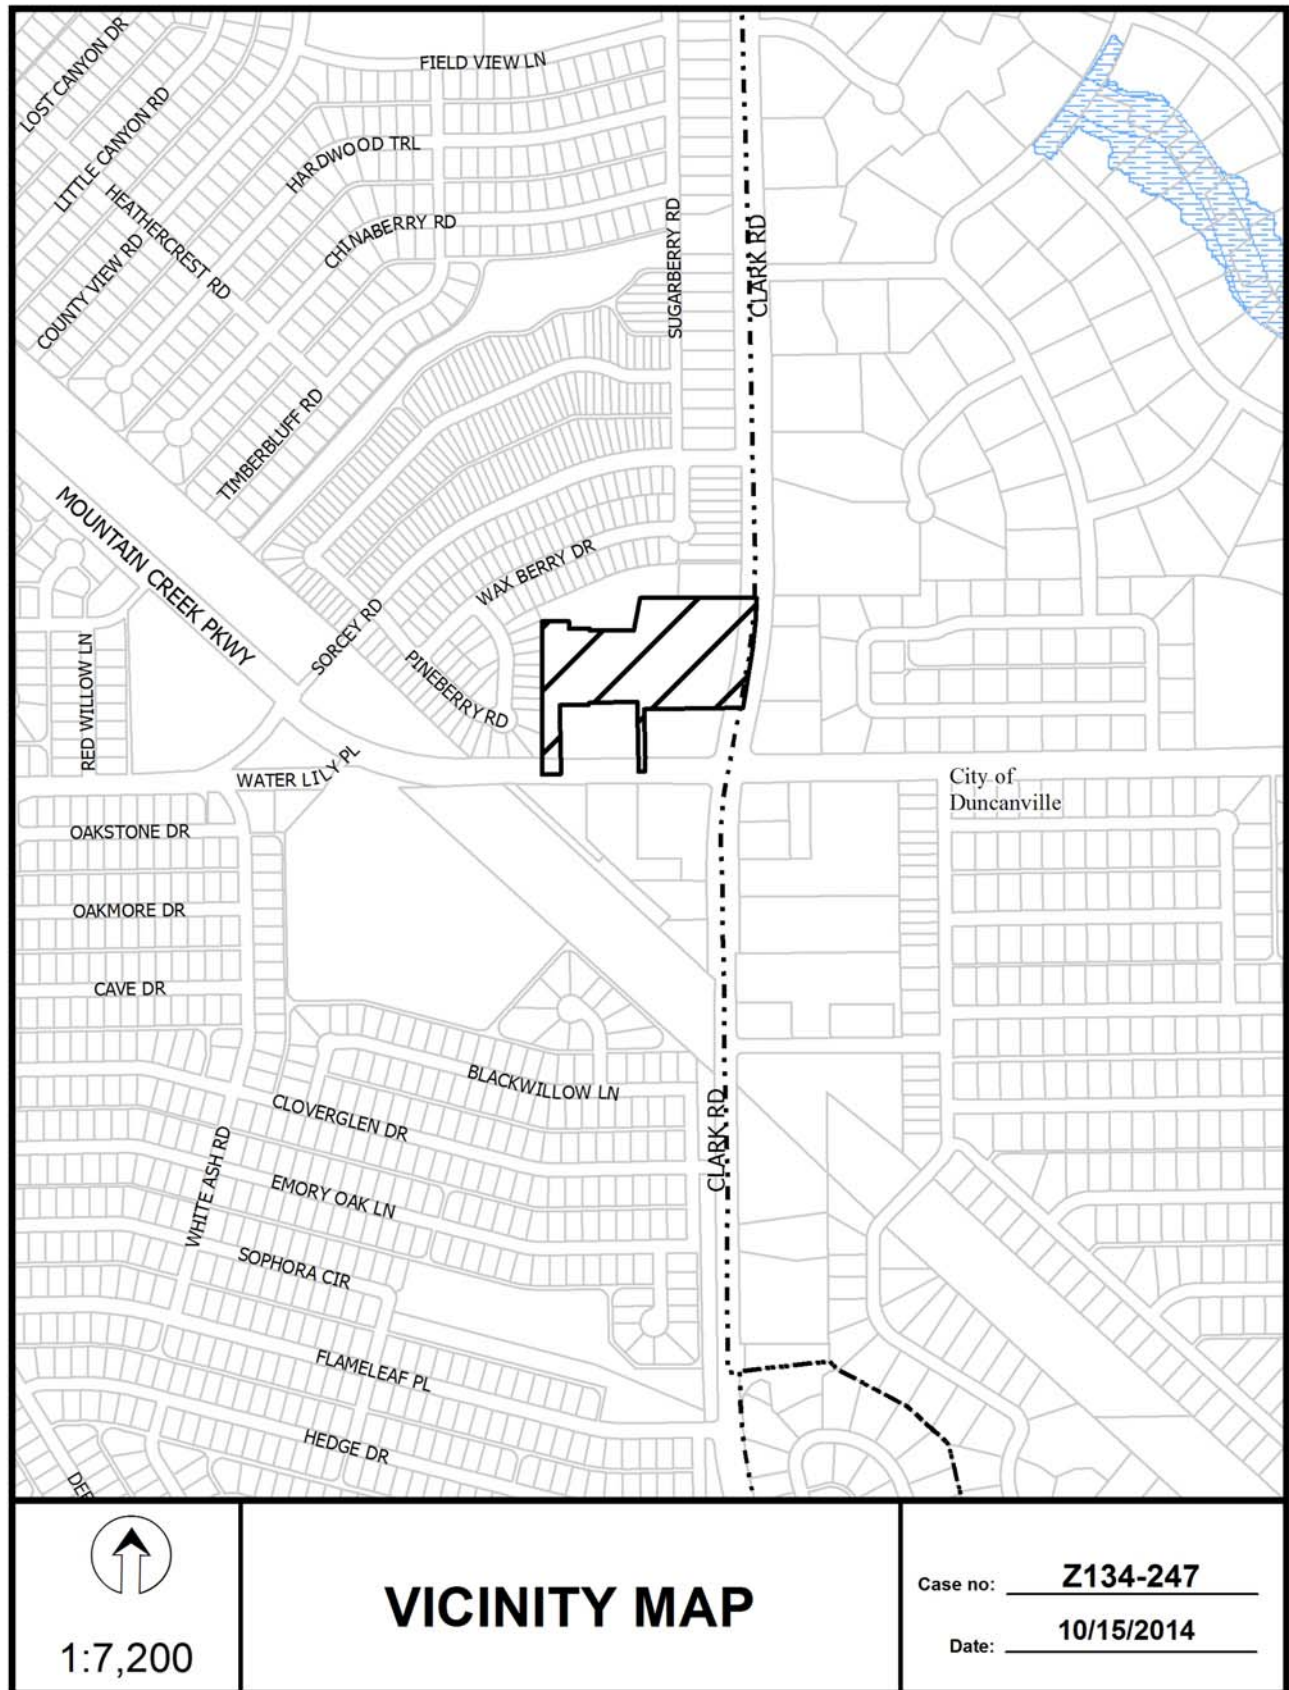 LOST CANYON DR
FIELD VIEW LN
LITTLE CANYON RD
HARDWOOD TRL
HEATHERCREST RD
CHINABERRY RD
SUGARBERRY RD
CLARK RD
COUNTY VIEW RD
TIMBERBLUFF RD
MOUNTAIN CREEK PKWY
WAX BERRY DR
SORCEY RD
PINEBERRY RD
RED WILLOW LN
WATER LILY PL
City of
Duncanville
OAKSTONE DR
OAKMORE DR
CAVE DR
BLACKWILLOW LN
CLOVERGLEN DR
CLARK RD
WHITE ASH RD
EMORY OAK LN
SOPHORA CIR
FLAMELEAF PL
HEDGE DR
1:7,200
VICINITY MAP
Case no: Z134-247
Date: 10/15/2014